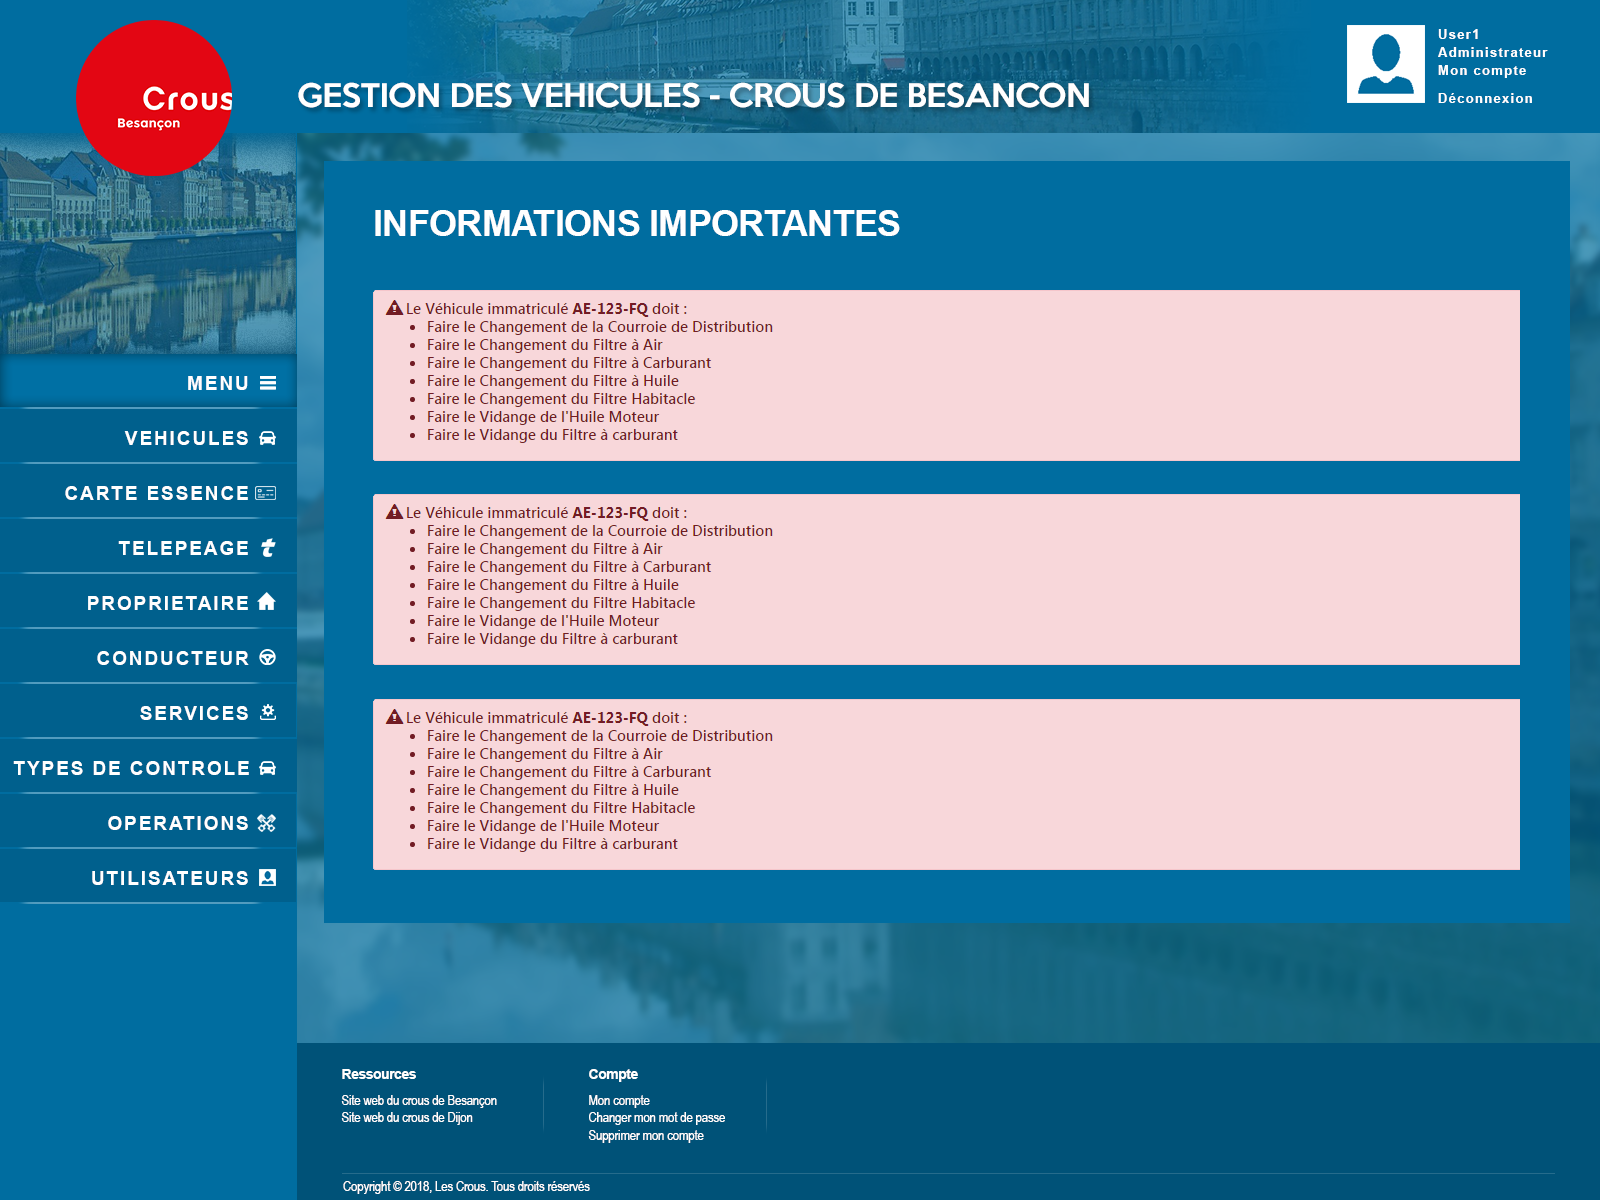 Crous
Besançon
GESTION DES VEHICULES - CROUS DE BESANCON
User1
Administrateur
Mon compte
Déconnexion
MENU
VEHICULES
CARTE ESSENCE
TELEPEAGE
PROPRIETAIRE
CONDUCTEUR
SERVICES
TYPES DE CONTROLE
OPERATIONS
UTILISATEURS
INFORMATIONS IMPORTANTES
Le Véhicule immatriculé AE-123-FQ doit :
• Faire le Changement de la Courroie de Distribution
• Faire le Changement du Filtre à Air
• Faire le Changement du Filtre à Carburant
• Faire le Changement du Filtre à Huile
• Faire le Changement du Filtre Habitacle
• Faire le Vidange de l'Huile Moteur
• Faire le Vidange du Filtre à carburant
Le Véhicule immatriculé AE-123-FQ doit :
• Faire le Changement de la Courroie de Distribution
• Faire le Changement du Filtre à Air
• Faire le Changement du Filtre à Carburant
• Faire le Changement du Filtre à Huile
• Faire le Changement du Filtre Habitacle
• Faire le Vidange de l'Huile Moteur
• Faire le Vidange du Filtre à carburant
Le Véhicule immatriculé AE-123-FQ doit :
• Faire le Changement de la Courroie de Distribution
• Faire le Changement du Filtre à Air
• Faire le Changement du Filtre à Carburant
• Faire le Changement du Filtre à Huile
• Faire le Changement du Filtre Habitacle
• Faire le Vidange de l'Huile Moteur
• Faire le Vidange du Filtre à carburant
Ressources
Site web du crous de Besançon
Site web du crous de Dijon
Compte
Mon compte
Changer mon mot de passe
Supprimer mon compte
Copyright © 2018, Les Crous. Tous droits réservés